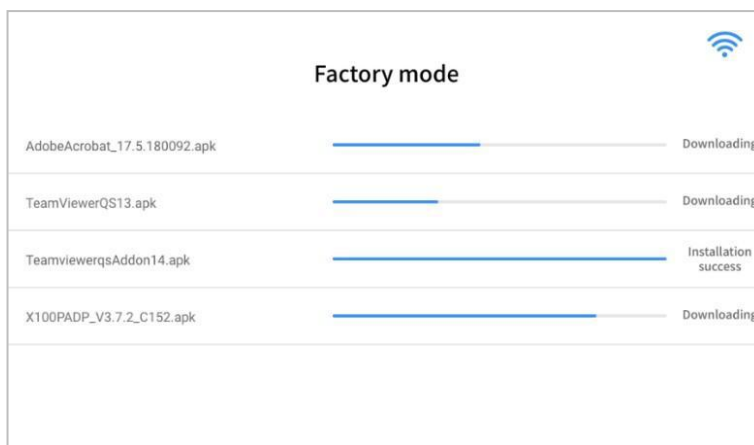 Factory mode
AdobeAcrobat_17.5.180092.apk Downloading
TeamViewerQS13.apk Downloading
TeamviewerqsAddon14.apk Installation
success
X100PADP_V3.7.2_C152.apk Downloading